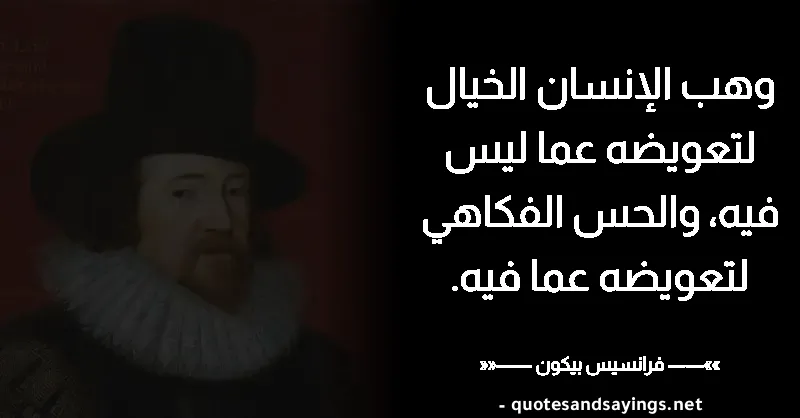 وهب الإنسان الخيال
لتعويضه عما ليس
فيه، والحس الفكاهي
لتعويضه عما فيه.
»»—— فرانسيس بيكون ——««
- quotesandsayings.net